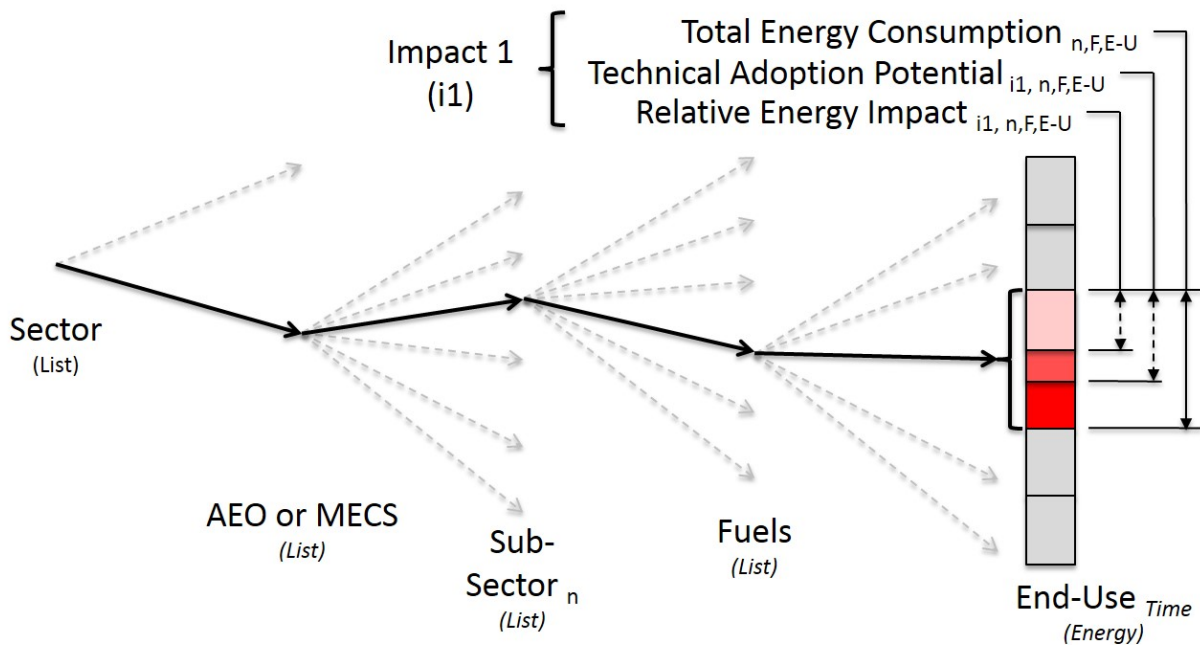 Impact 1
(i1)
Total Energy Consumption n,F,E-U
Technical Adoption Potential i1, n,F,E-U
Relative Energy Impact i1, n,F,E-U
Sector
(List)
AEO or MECS
(List)
Sub-
Sector n
(List)
Fuels
(List)
End-Use Time
(Energy)